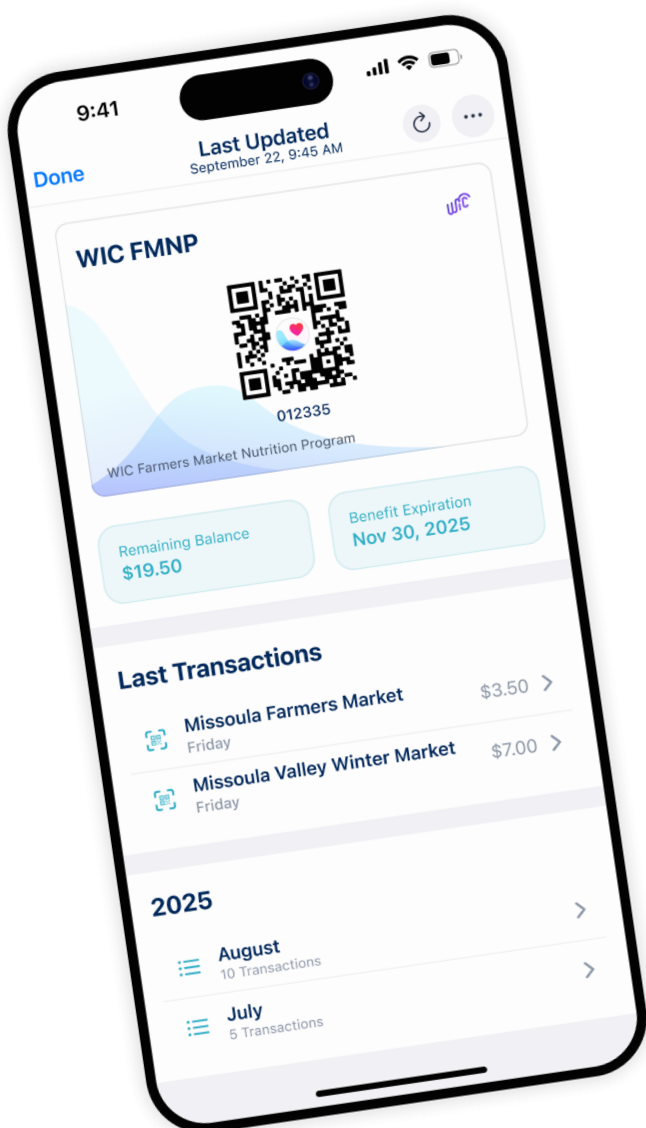 9:41
Done
Last Updated
September 22, 9:45 AM
WIC FMNP
WIC
012335
WIC Farmers Market Nutrition Program
Remaining Balance
$19.50
Benefit Expiration
Nov 30, 2025
Last Transactions
Missoula Farmers Market
$3.50
Friday
Missoula Valley Winter Market
$7.00
Friday
2025
August
10 Transactions
July
5 Transactions